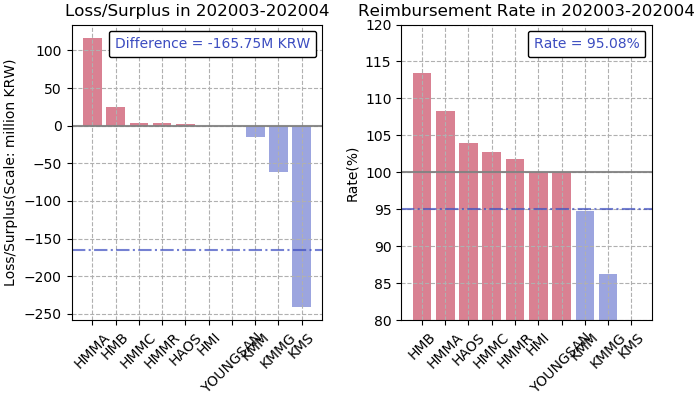 Loss/Surplus in 202003-202004
Difference = -165.75M KRW
Loss/Surplus(Scale: million KRW)
100
50
0
−50
−100
−150
−200
−250
HMMA
HMB
HMMC
HMMR
HAOS
HMI
YOUNGSAN
KMM
KMMG
KMS
Reimbursement Rate in 202003-202004
Rate = 95.08%
Rate(%)
120
115
110
105
100
95
90
85
80
HMB
HMMA
HAOS
HMMC
HMMR
HMI
YOUNGSAN
KMM
KMMG
KMS